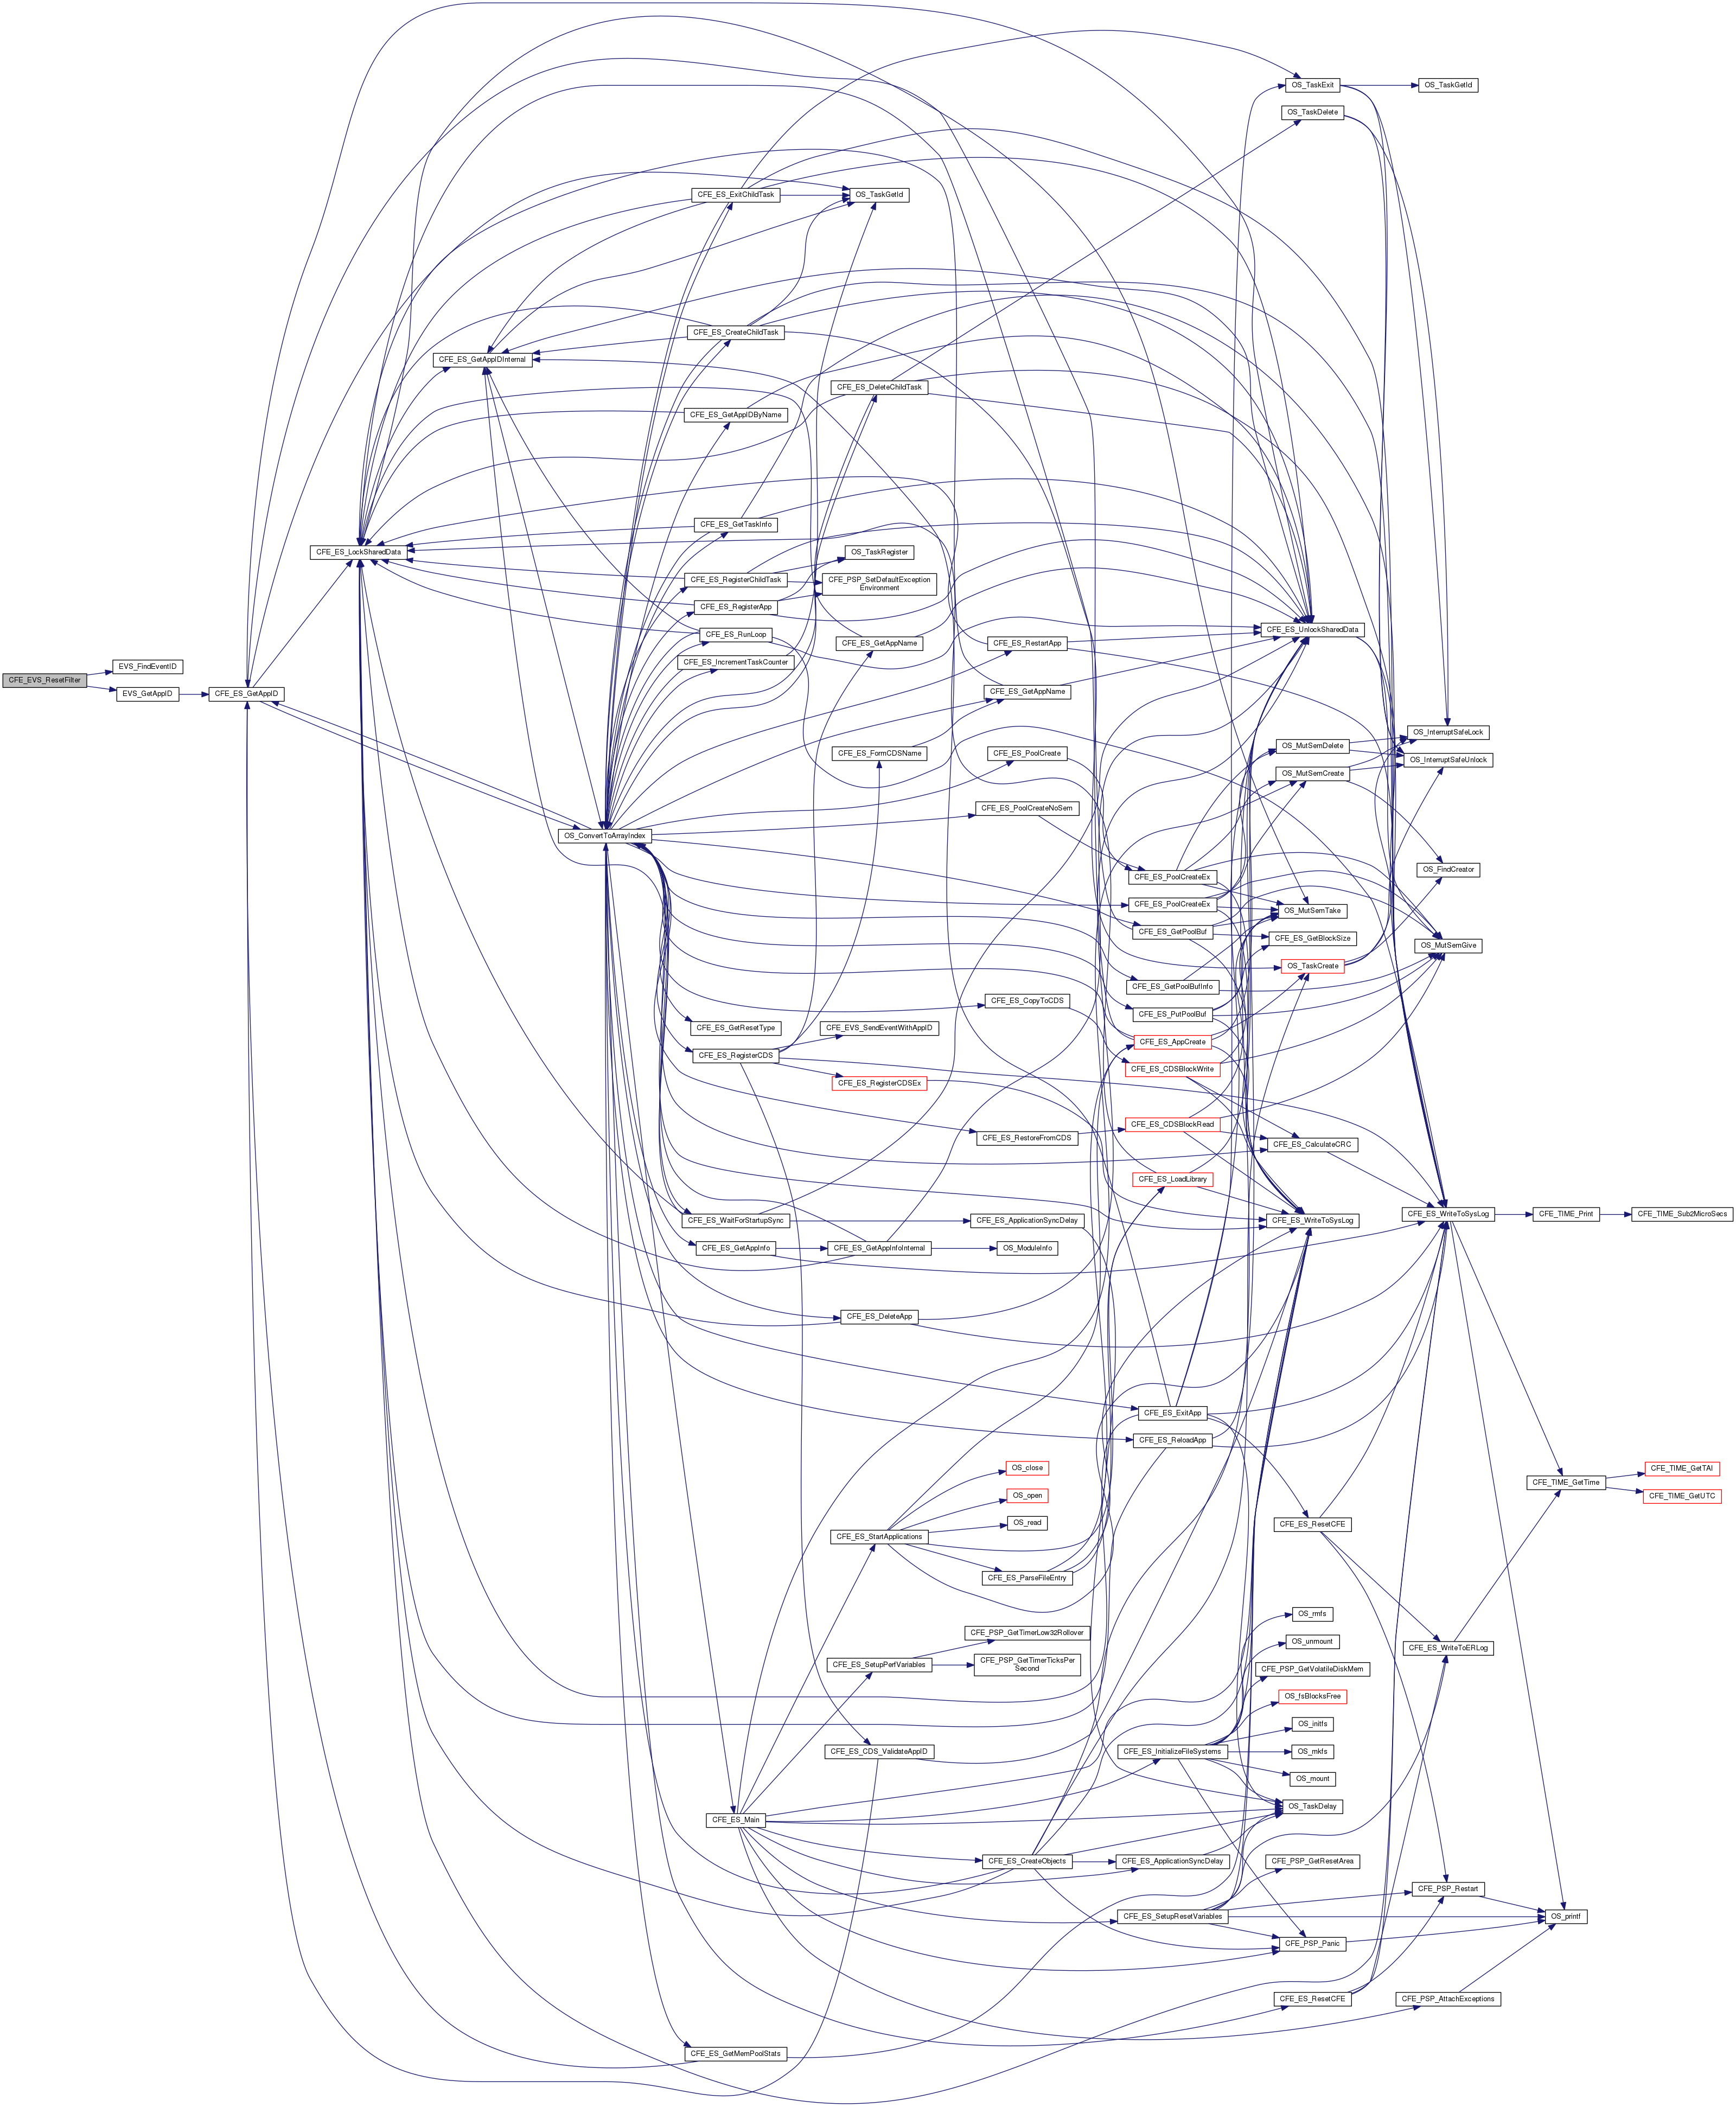 OS_TaskExit
OS_TaskGetId
OS_TaskDelete
CFE_ES_ExitChildTask
OS_TaskGetId
CFE_ES_CreateChildTask
CFE_ES_GetAppIDInternal
CFE_ES_DeleteChildTask
CFE_ES_GetAppIDByName
CFE_ES_GetTaskInfo
CFE_ES_LockSharedData
OS_TaskRegister
CFE_ES_RegisterChildTask
CFE_PSP_SetDefaultException
Environment
CFE_ES_RegisterApp
CFE_ES_RunLoop
CFE_ES_GetAppName
CFE_ES_RestartApp
CFE_ES_UnlockSharedData
CFE_ES_IncrementTaskCounter
EVS_FindEventID
CFE_EVS_ResetFilter
EVS_GetAppID
CFE_ES_GetAppID
CFE_ES_GetAppName
OS_InterruptSafeLock
OS_MutSemDelete
CFE_ES_FormCDSName
CFE_ES_PoolCreate
OS_InterruptSafeUnlock
OS_MutSemCreate
CFE_ES_PoolCreateNoSem
OS_ConvertToArrayIndex
OS_FindCreator
CFE_ES_PoolCreateEx
CFE_ES_PoolCreateEx
OS_MutSemTake
CFE_ES_GetPoolBuf
CFE_ES_GetBlockSize
OS_MutSemGive
OS_TaskCreate
CFE_ES_GetPoolBufInfo
CFE_ES_CopyToCDS
CFE_ES_PutPoolBuf
CFE_ES_GetResetType
CFE_EVS_SendEventWithAppID
CFE_ES_AppCreate
CFE_ES_RegisterCDS
CFE_ES_CDSBlockWrite
CFE_ES_RegisterCDSEx
CFE_ES_CDSBlockRead
CFE_ES_RestoreFromCDS
CFE_ES_CalculateCRC
CFE_ES_LoadLibrary
CFE_ES_WaitForStartupSync
CFE_ES_ApplicationSyncDelay
CFE_ES_WriteToSysLog
CFE_ES_WriteToSysLog
CFE_TIME_Print
CFE_TIME_Sub2MicroSecs
CFE_ES_GetAppInfo
CFE_ES_GetAppInfoInternal
OS_ModuleInfo
CFE_ES_DeleteApp
CFE_ES_ExitApp
CFE_ES_ReloadApp
OS_close
CFE_TIME_GetTAI
CFE_TIME_GetTime
OS_open
CFE_TIME_GetUTC
OS_read
CFE_ES_ResetCFE
CFE_ES_StartApplications
CFE_ES_ParseFileEntry
OS_rmfs
CFE_PSP_GetTimerLow32Rollover
OS_unmount
CFE_ES_WriteToERLog
CFE_ES_SetupPerfVariables
CFE_PSP_GetTimerTicksPer
Second
CFE_PSP_GetVolatileDiskMem
OS_fsBlocksFree
OS_initfs
CFE_ES_CDS_ValidateAppID
CFE_ES_InitializeFileSystems
OS_mkfs
OS_mount
OS_TaskDelay
CFE_ES_Main
CFE_ES_CreateObjects
CFE_ES_ApplicationSyncDelay
CFE_PSP_GetResetArea
CFE_PSP_Restart
CFE_ES_SetupResetVariables
OS_printf
CFE_PSP_Panic
CFE_ES_ResetCFE
CFE_PSP_AttachExceptions
CFE_ES_GetMemPoolStats